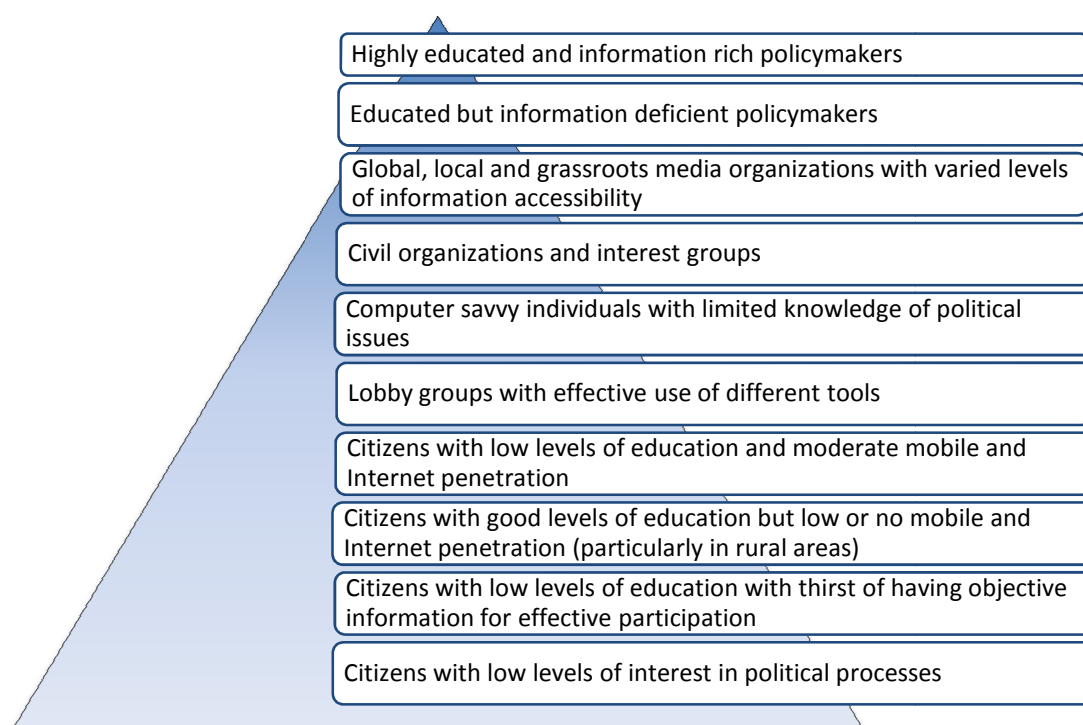 Highly educated and information rich policymakers
Educated but information deficient policymakers
Global, local and grassroots media organizations with varied levels
of information accessibility
Civil organizations and interest groups
Computer savvy individuals with limited knowledge of political
issues
Lobby groups with effective use of different tools
Citizens with low levels of education and moderate mobile and
Internet penetration
Citizens with good levels of education but low or no mobile and
Internet penetration (particularly in rural areas)
Citizens with low levels of education with thirst of having objective
information for effective participation
Citizens with low levels of interest in political processes